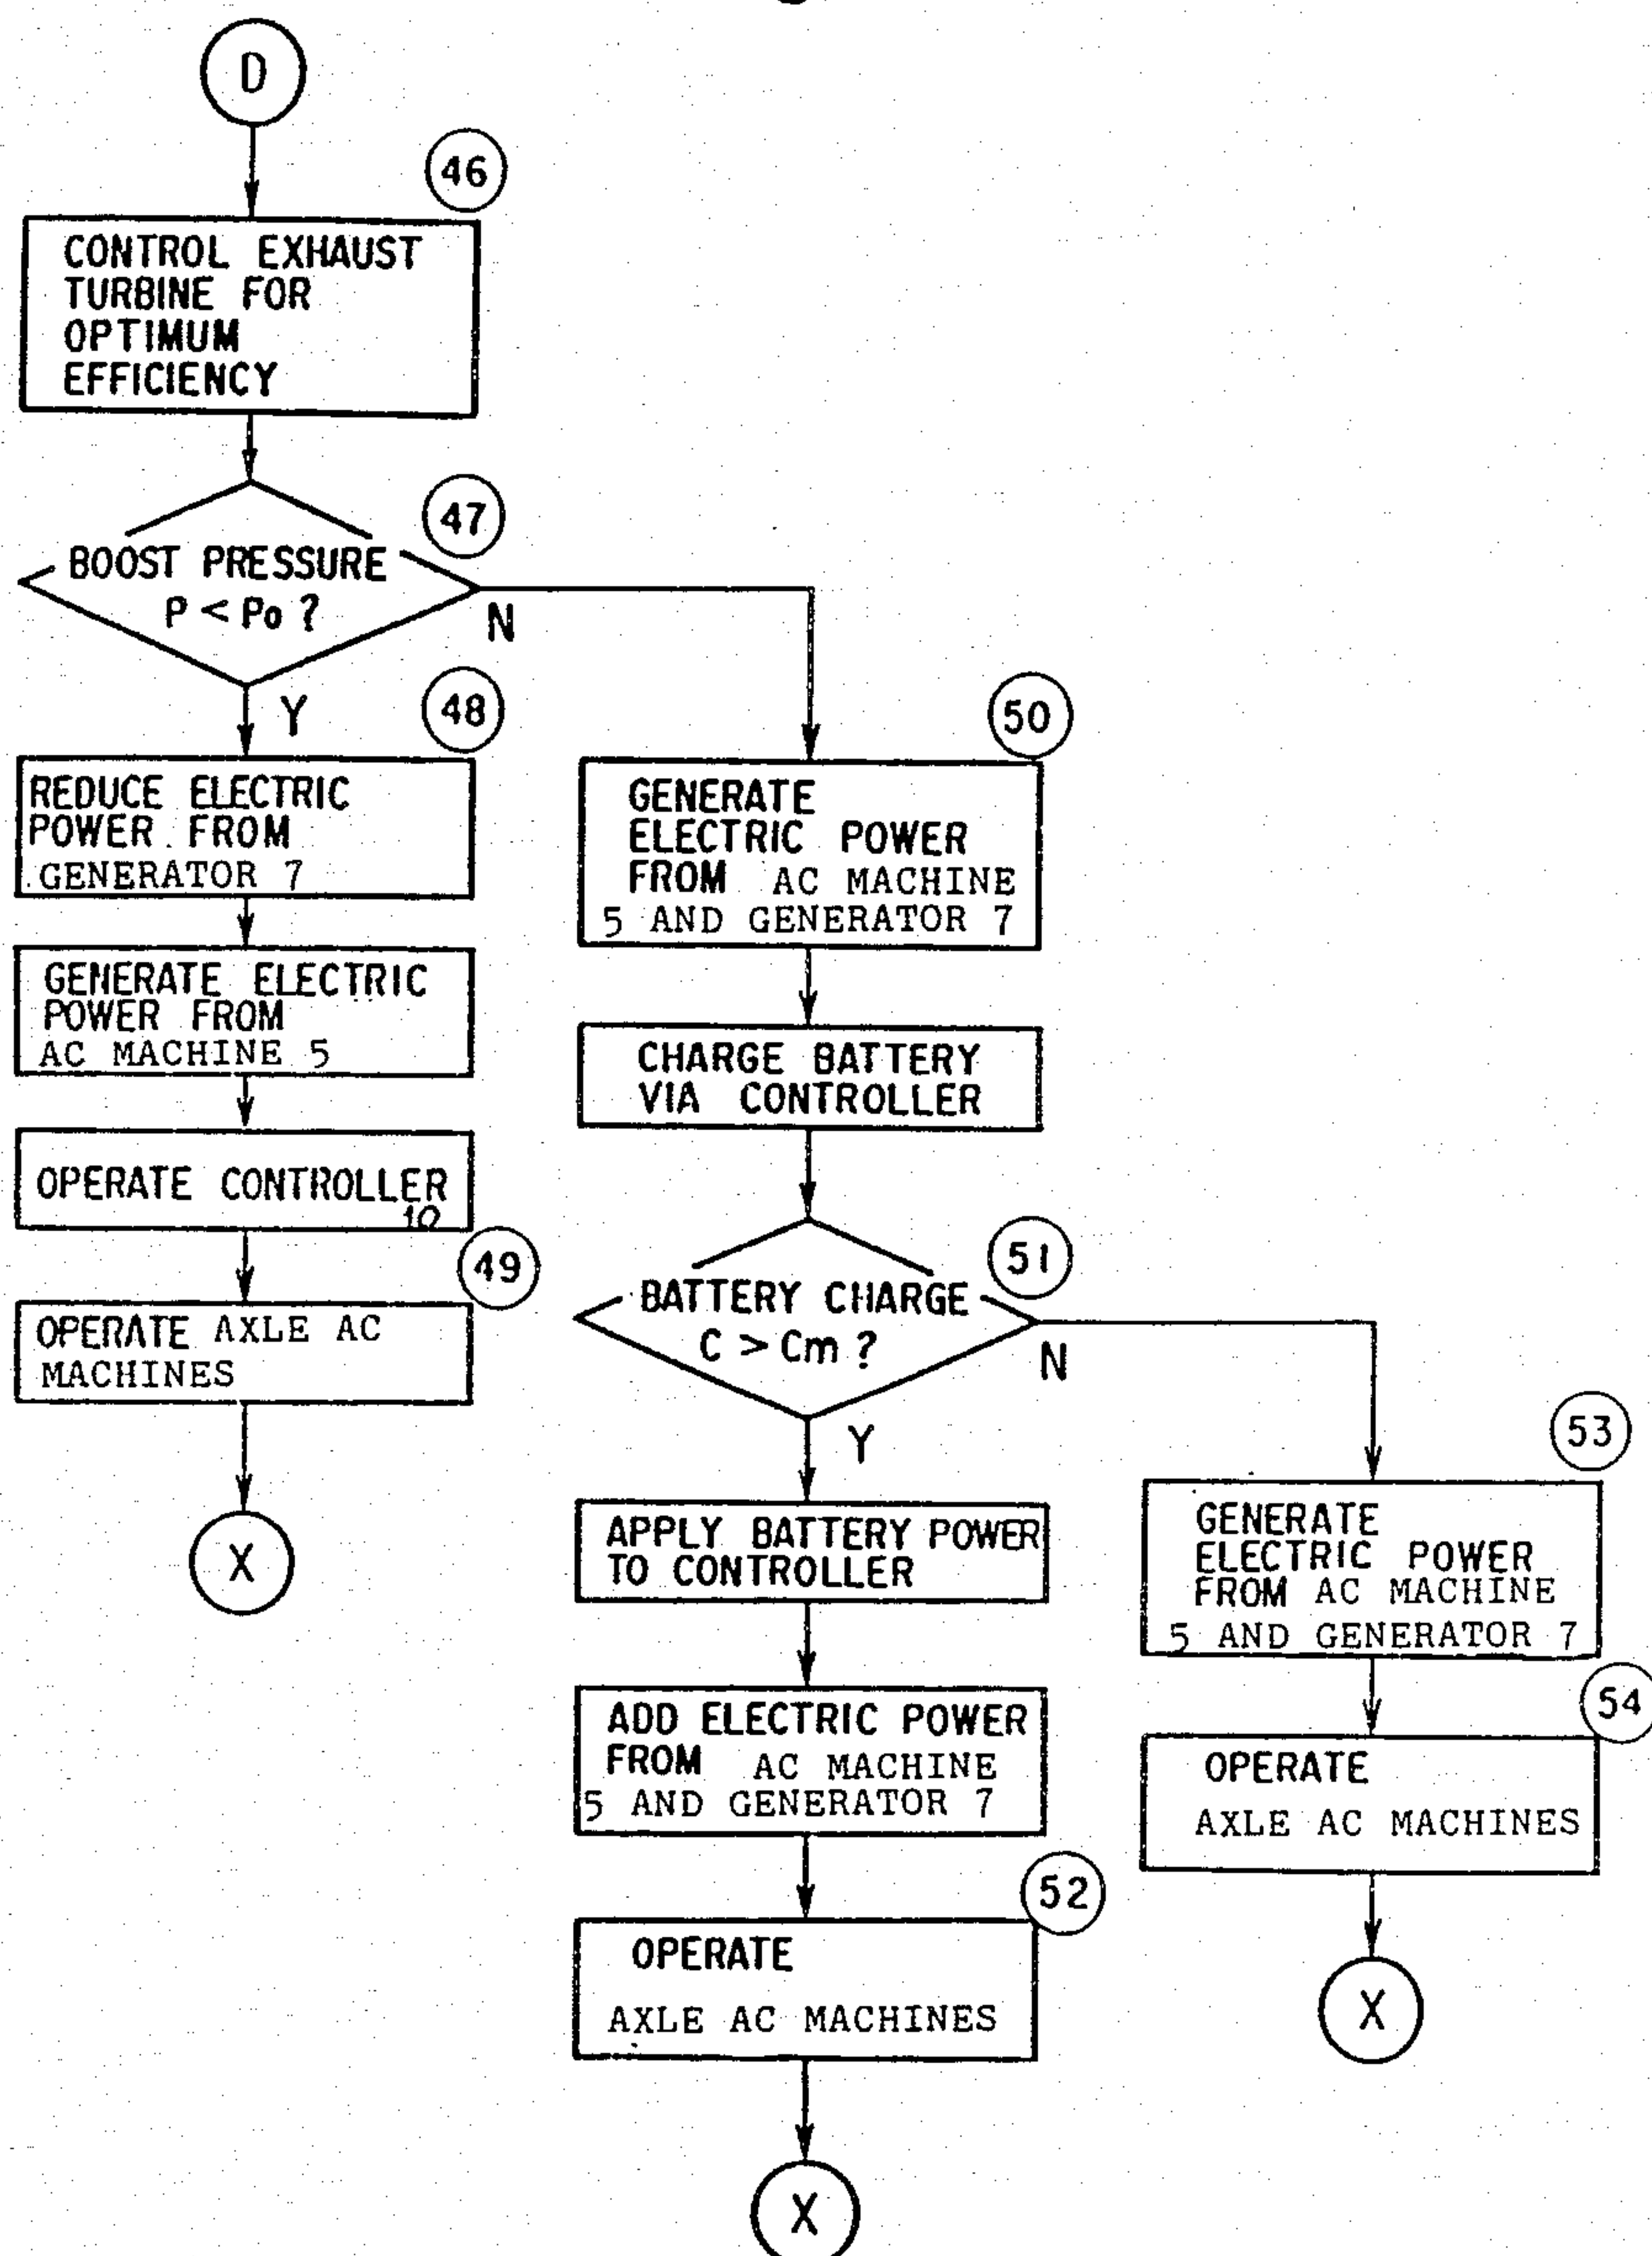 D
46
CONTROL EXHAUST
TURBINE FOR
OPTIMUM
EFFICIENCY
47
BOOST PRESSURE
P < Po ?
N
Y
48
REDUCE ELECTRIC
POWER FROM
GENERATOR 7
GENERATE ELECTRIC
POWER FROM
AC MACHINE 5
OPERATE CONTROLLER
10
49
OPERATE AXLE AC
MACHINES
X
50
GENERATE
ELECTRIC POWER
FROM AC MACHINE
5 AND GENERATOR 7
CHARGE BATTERY
VIA CONTROLLER
51
BATTERY CHARGE
C > Cm ?
N
Y
APPLY BATTERY POWER
TO CONTROLLER
ADD ELECTRIC POWER
FROM AC MACHINE
5 AND GENERATOR 7
52
OPERATE
AXLE AC MACHINES
X
53
GENERATE
ELECTRIC POWER
FROM AC MACHINE
5 AND GENERATOR 7
54
OPERATE
AXLE AC MACHINES
X